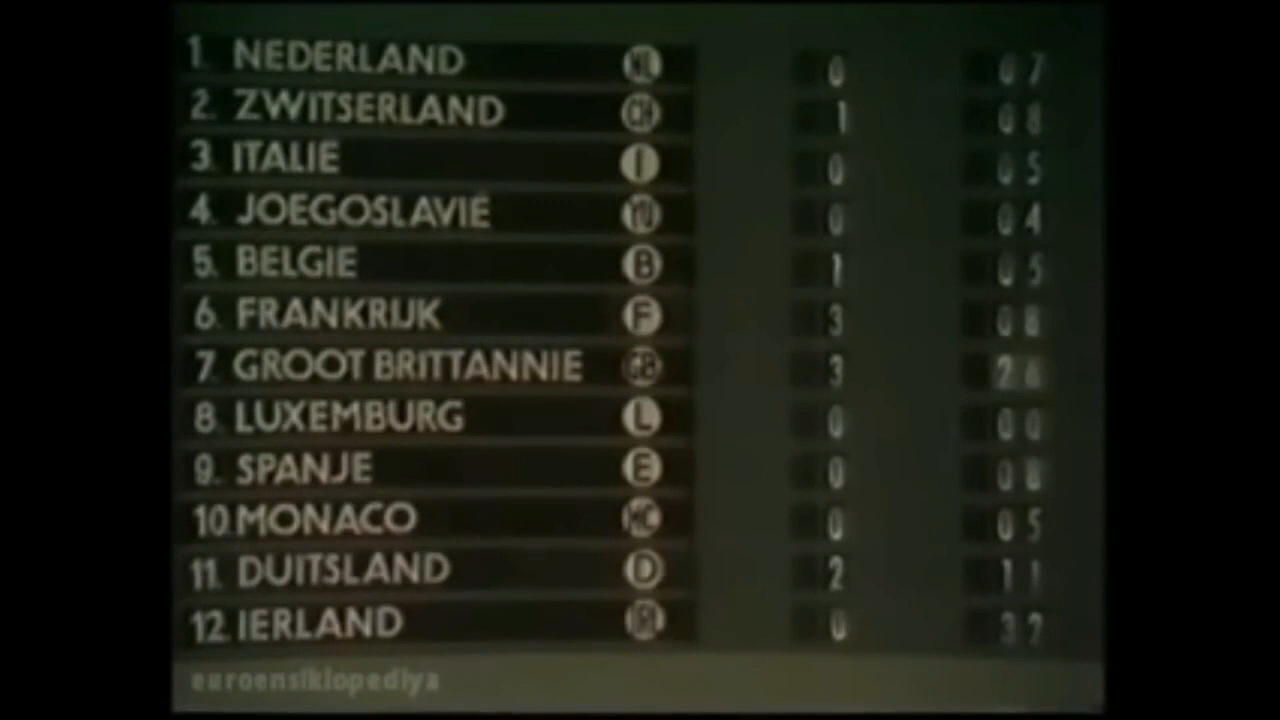 1. NEDERLAND NL 0 07
2. ZWITSERLAND CH 1 08
3. ITALIE I 0 05
4. JOEGOSLAVIË YU 0 04
5. BELGIE B 1 05
6. FRANKRIJK F 3 08
7. GROOT BRITTANNIE GB 3 26
8. LUXEMBURG L 0 00
9. SPANJE E 0 08
10. MONACO MC 0 05
11. DUITSLAND D 2 11
12. IERLAND IRL 0 32
euroensiklopediya